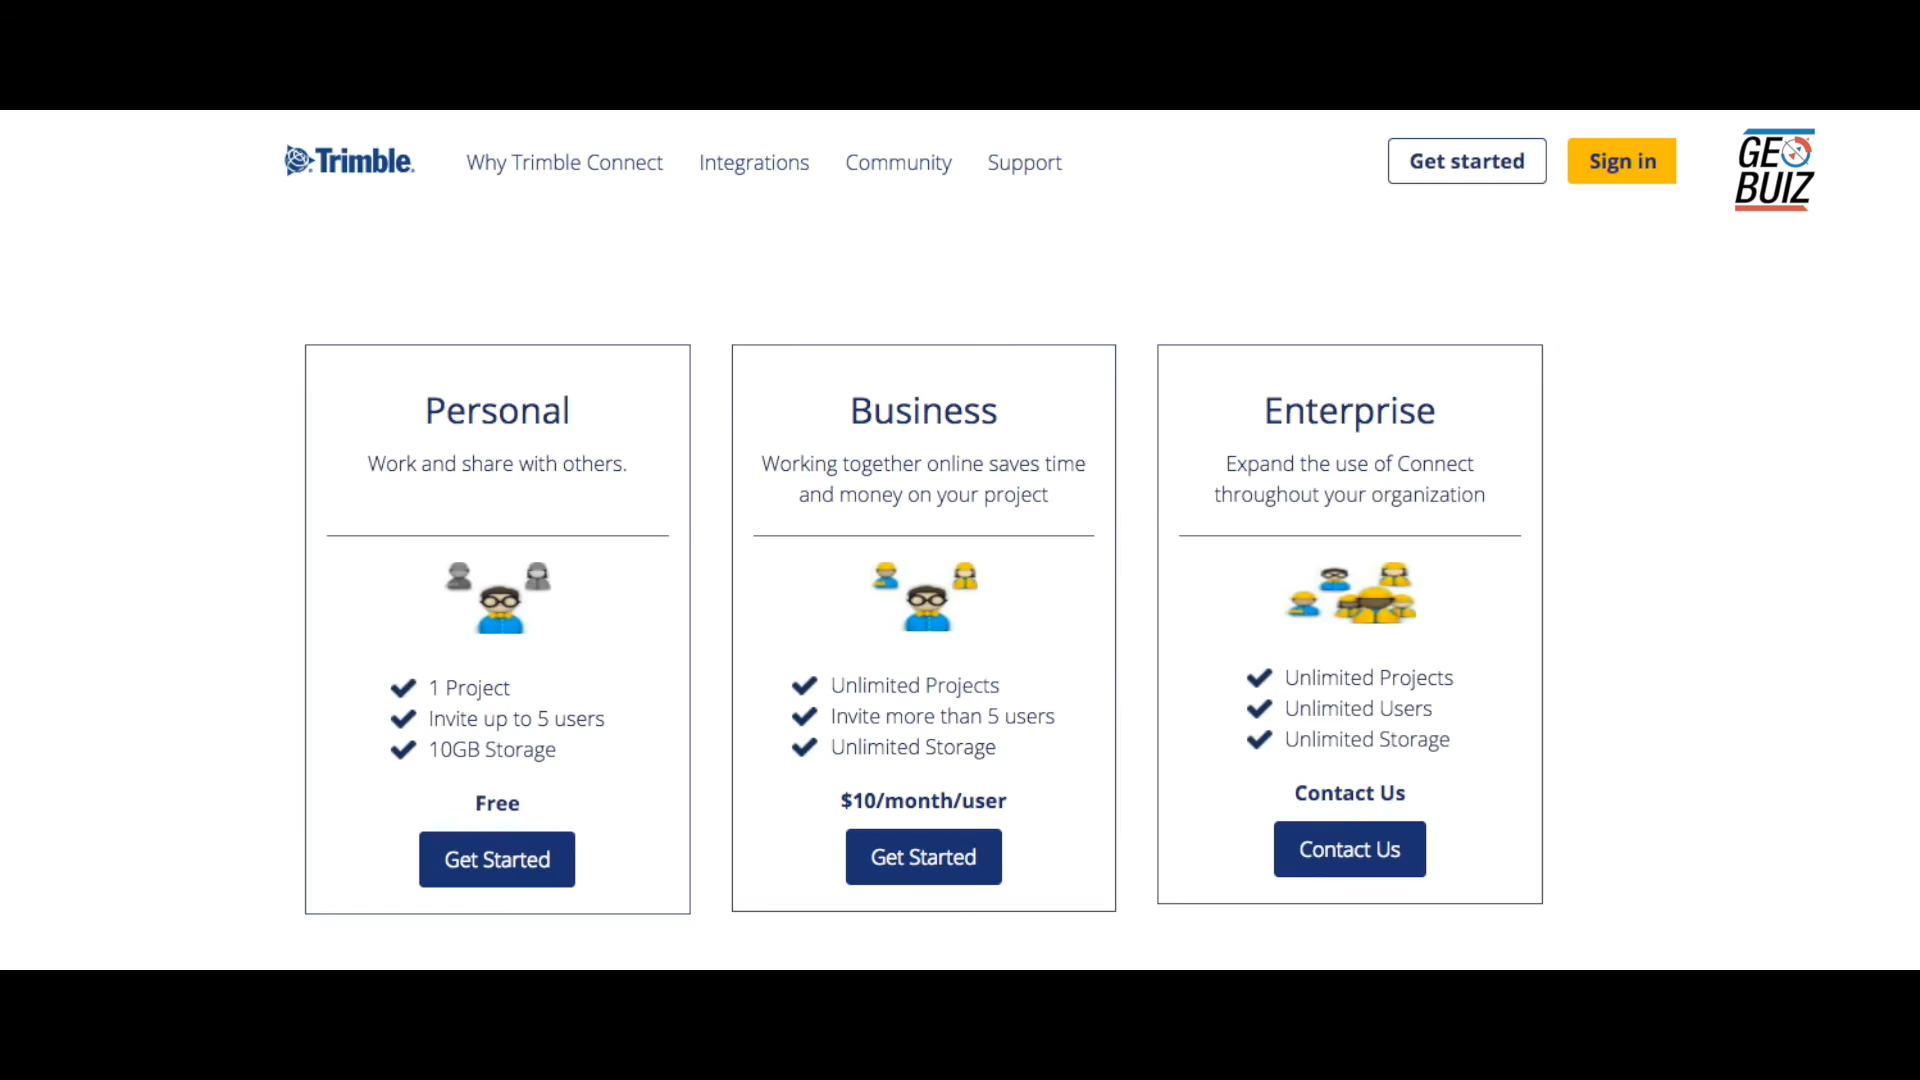 Trimble.
Why Trimble Connect
Integrations
Community
Support
Get started
Sign in
GEO
BUIZ
Personal
Work and share with others.
1 Project
Invite up to 5 users
10GB Storage
Free
Get Started
Business
Working together online saves time
and money on your project
Unlimited Projects
Invite more than 5 users
Unlimited Storage
$10/month/user
Get Started
Enterprise
Expand the use of Connect
throughout your organization
Unlimited Projects
Unlimited Users
Unlimited Storage
Contact Us
Contact Us